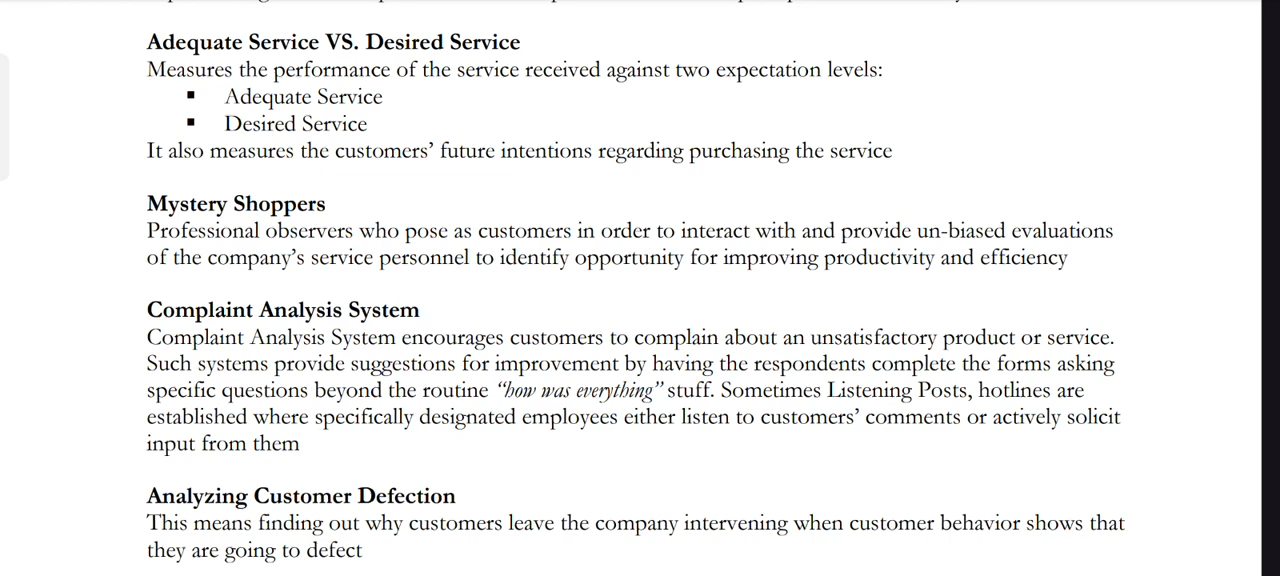 Adequate Service VS. Desired Service
Measures the performance of the service received against two expectation levels:
▪ Adequate Service
▪ Desired Service
It also measures the customers’ future intentions regarding purchasing the service
Mystery Shoppers
Professional observers who pose as customers in order to interact with and provide un-biased evaluations
of the company’s service personnel to identify opportunity for improving productivity and efficiency
Complaint Analysis System
Complaint Analysis System encourages customers to complain about an unsatisfactory product or service.
Such systems provide suggestions for improvement by having the respondents complete the forms asking
specific questions beyond the routine “how was everything” stuff. Sometimes Listening Posts, hotlines are
established where specifically designated employees either listen to customers’ comments or actively solicit
input from them
Analyzing Customer Defection
This means finding out why customers leave the company intervening when customer behavior shows that
they are going to defect